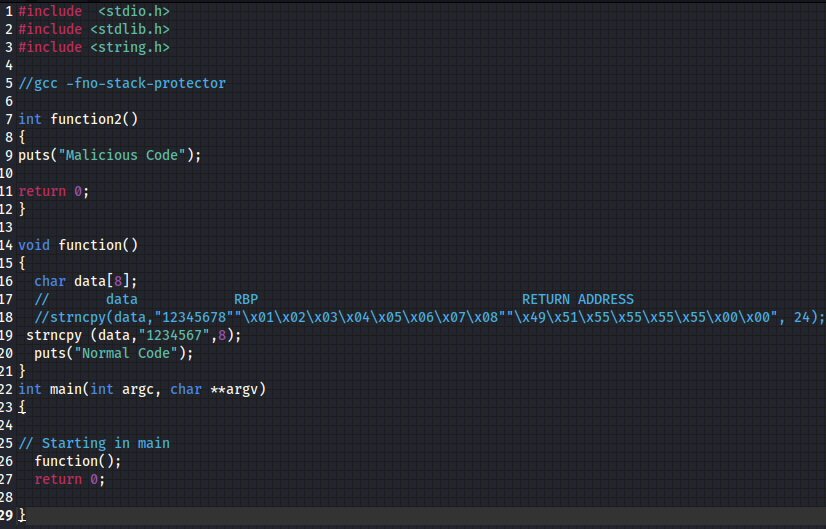 1 #include  <stdio.h>
2 #include <stdlib.h>
3 #include <string.h>
4
5 //gcc -fno-stack-protector
6
7 int function2()
8 {
9 puts("Malicious Code");
10
11 return 0;
12 }
13
14 void function()
15 {
16   char data[8];
17   //       data            RBP                                 RETURN ADDRESS
18   //strncpy(data,"12345678""\x01\x02\x03\x04\x05\x06\x07\x08""\x49\x51\x55\x55\x55\x55\x00\x00", 24);
19  strncpy (data,"1234567",8);
20   puts("Normal Code");
21 }
22 int main(int argc, char **argv)
23 {
24
25 // Starting in main
26   function();
27   return 0;
28
29 }